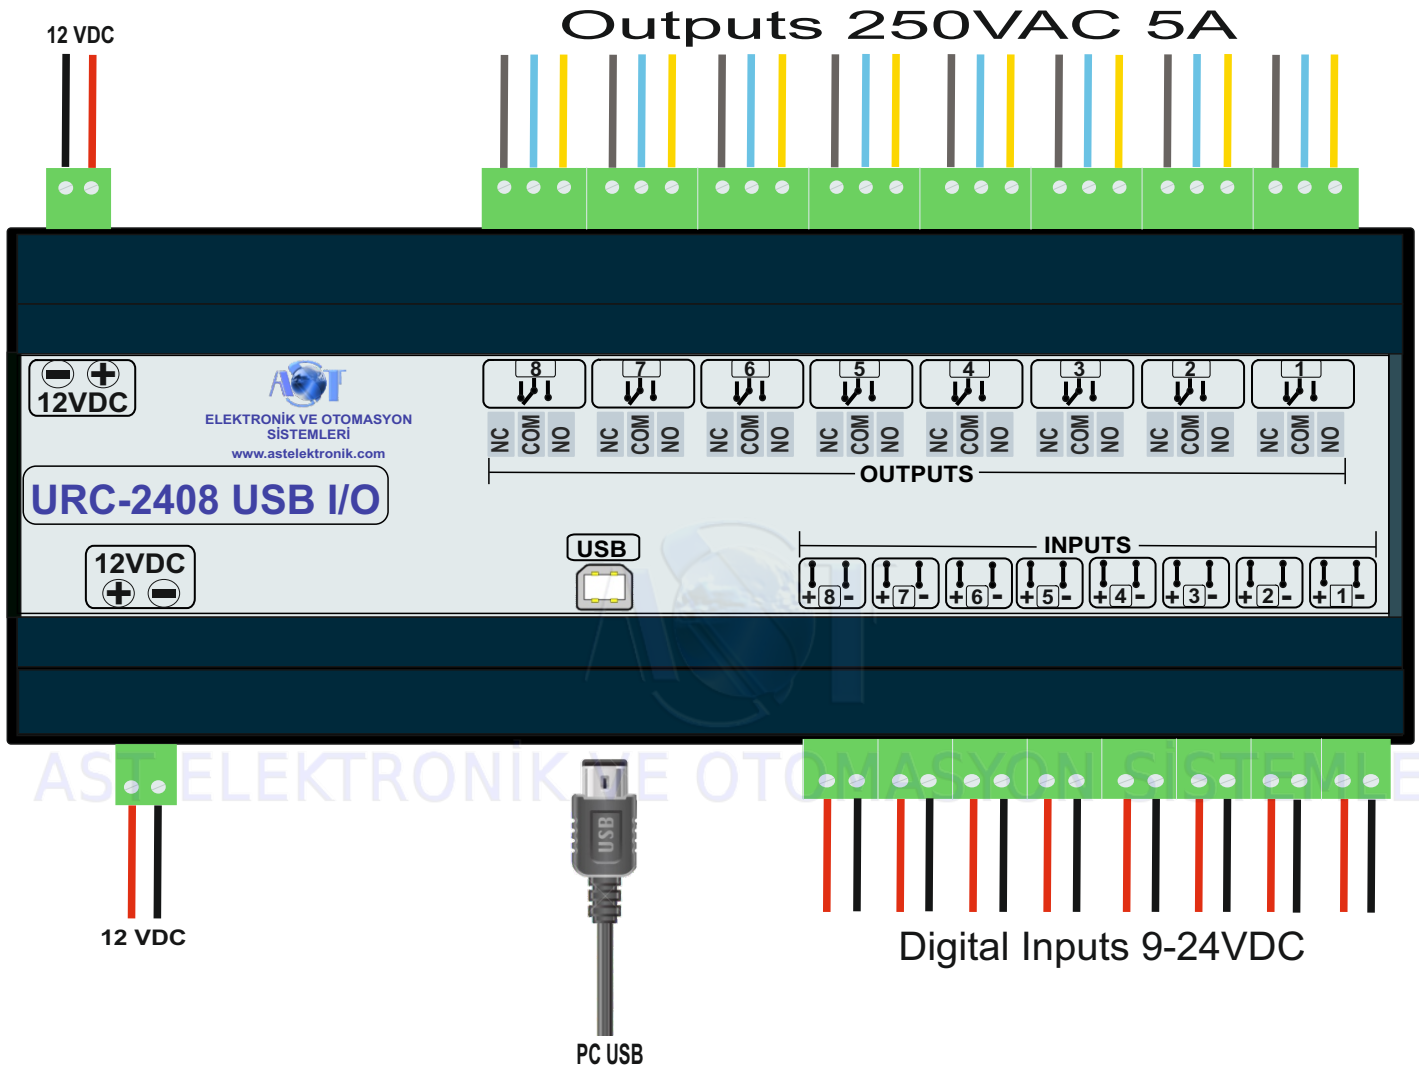 12 VDC
Outputs 250VAC 5A
12VDC
AST
ELEKTRONİK VE OTOMASYON
SİSTEMLERİ
www.astelektronik.com
URC-2408 USB I/O
8 7 6 5 4 3 2 1
NC COM NO NC COM NO NC COM NO NC COM NO NC COM NO NC COM NO NC COM NO NC COM NO
OUTPUTS
12VDC
USB
INPUTS
+8- +7- +6- +5- +4- +3- +2- +1-
AST
AST ELEKTRONİK VE OTOMASYON SİSTEMLE
USB
12 VDC
Digital Inputs 9-24VDC
PC USB